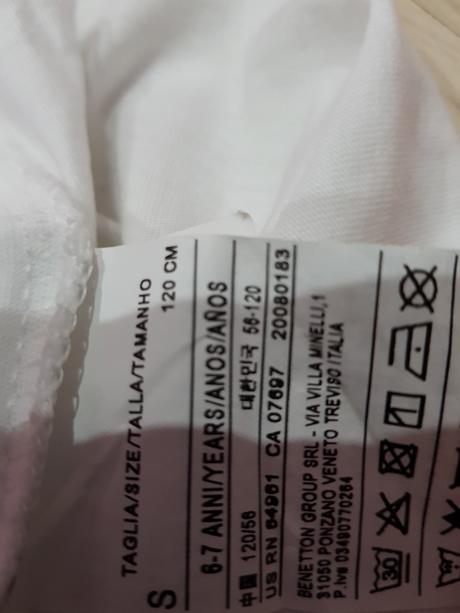 TAGLIA/SIZE/TALLA/TAMANHO
S 120 CM
6-7 ANNI/YEARS/ANOS/AÑOS
中国 120/56 대한민국 56-120
US RN 64961 CA 07697 20080183
BENETTON GROUP SRL - VIA VILLA MINELLI,1
31050 PONZANO VENETO TREVISO ITALIA
P.Iva 03490770264
30